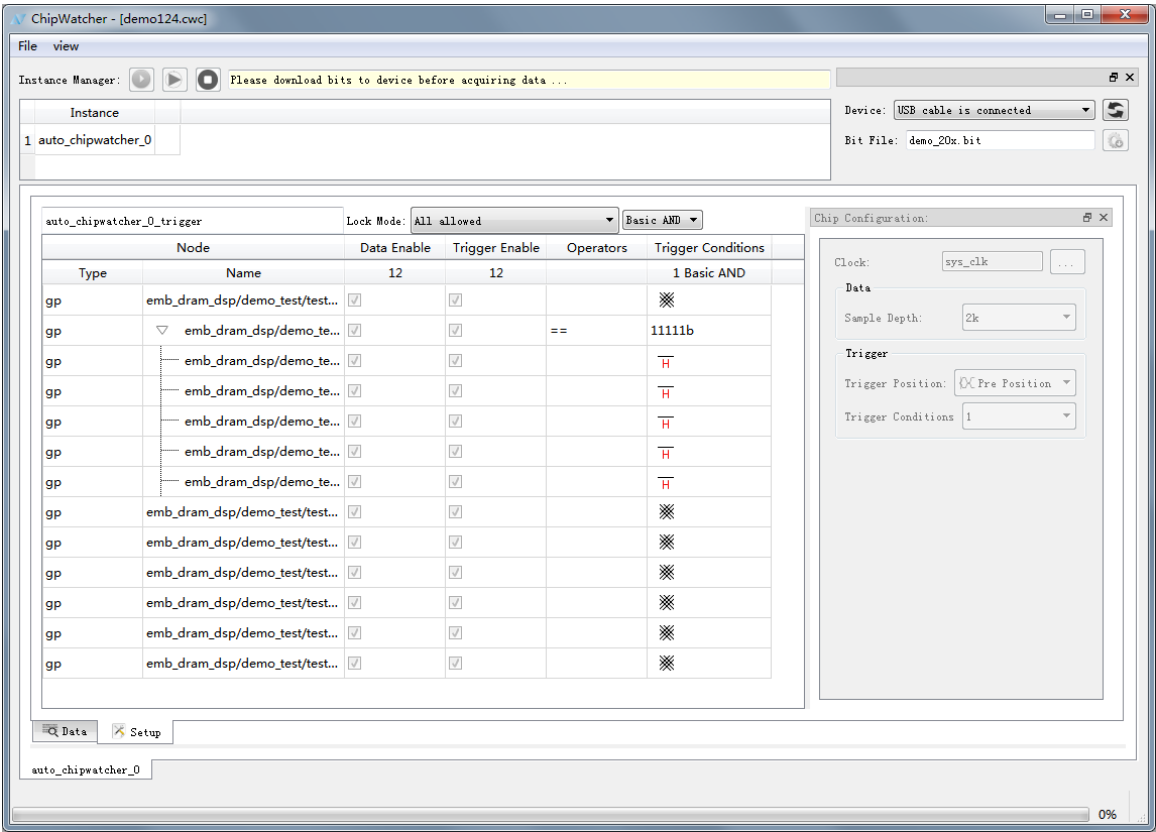 ChipWatcher - [demo124.cwc]
File view
Instance Manager: Please download bits to device before acquiring data ...
Instance
1 auto_chipwatcher_0
Device: USB cable is connected
Bit File: demo_20x.bit
auto_chipwatcher_0_trigger Lock Mode: All allowed Basic AND
Node Data Enable Trigger Enable Operators Trigger Conditions
Type Name 12 12 1 Basic AND
gp emb_dram_dsp/demo_test/test...
gp emb_dram_dsp/demo_te... == 11111b
gp emb_dram_dsp/demo_te... H
gp emb_dram_dsp/demo_te... H
gp emb_dram_dsp/demo_te... H
gp emb_dram_dsp/demo_te... H
gp emb_dram_dsp/demo_te... H
gp emb_dram_dsp/demo_test/test...
gp emb_dram_dsp/demo_test/test...
gp emb_dram_dsp/demo_test/test...
gp emb_dram_dsp/demo_test/test...
gp emb_dram_dsp/demo_test/test...
gp emb_dram_dsp/demo_test/test...
Chip Configuration:
Clock: sys_clk ...
Data
Sample Depth: 2k
Trigger
Trigger Position: Pre Position
Trigger Conditions 1
Data Setup
auto_chipwatcher_0
0%